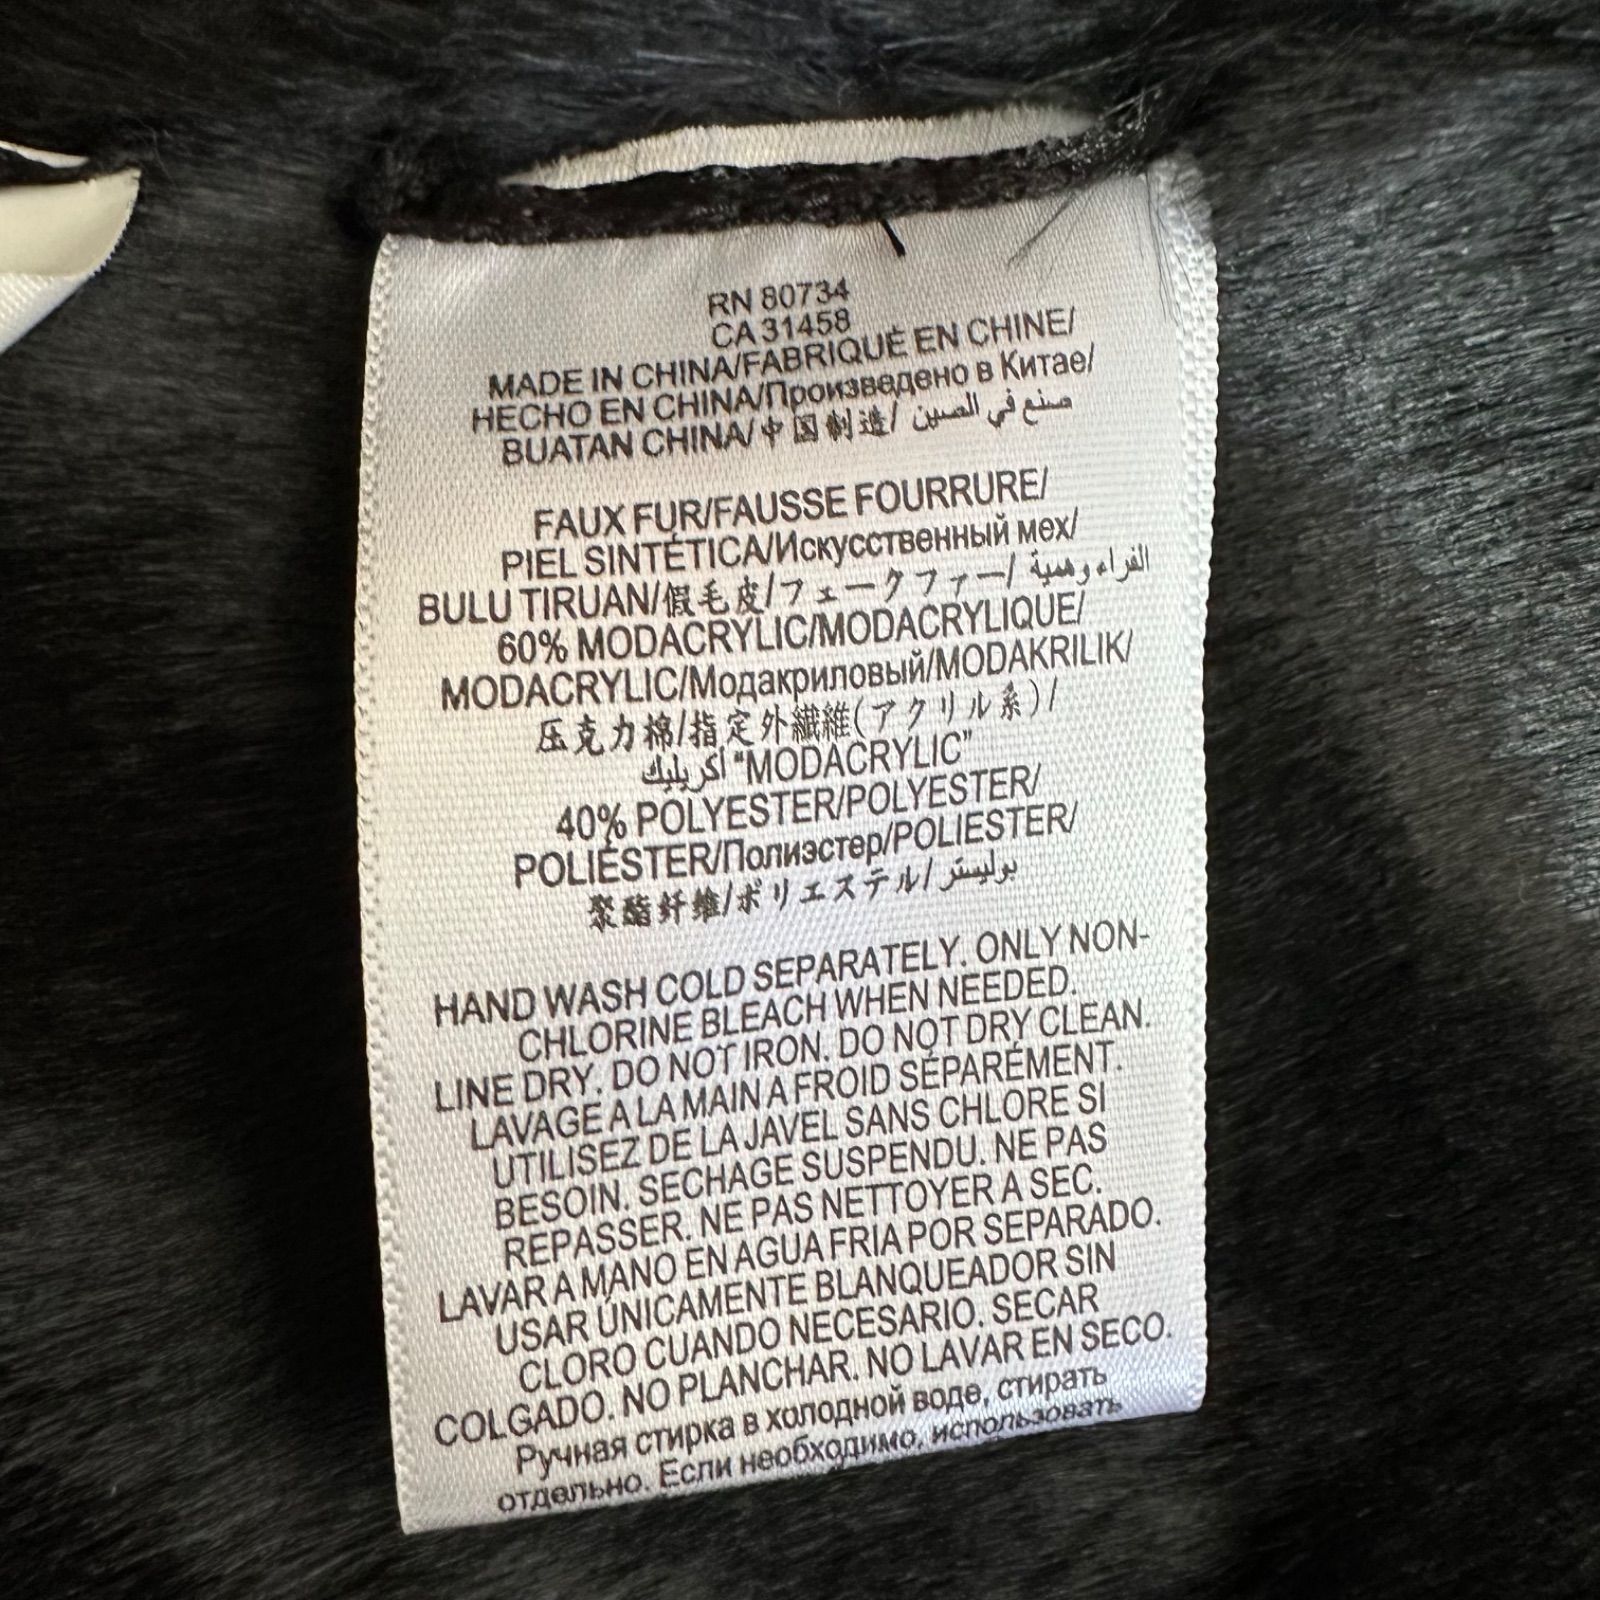 RN 80734
CA 31458
MADE IN CHINA/FABRIQUÉ EN CHINE/
HECHO EN CHINA/Произведено в Китае/
BUATAN CHINA/中国制造/ صنع في الصين
FAUX FUR/FAUSSE FOURRURE/
PIEL SINTÉTICA/Искусственный мех/
BULU TIRUAN/假毛皮/フェークファー/ الفراء وهمية
60% MODACRYLIC/MODACRYLIQUE/
MODACRYLIC/Модакриловый/MODAKRILIK/
压克力棉/指定外繊維(アクリル系)/
أكريليك "MODACRYLIC"
40% POLYESTER/POLYESTER/
POLIÉSTER/Полиэстер/POLIESTER/
聚酯纤维/ポリエステル/ بوليستر
HAND WASH COLD SEPARATELY. ONLY NON-
CHLORINE BLEACH WHEN NEEDED.
LINE DRY. DO NOT IRON. DO NOT DRY CLEAN.
LAVAGE A LA MAIN A FROID SÉPARÉMENT.
UTILISEZ DE LA JAVEL SANS CHLORE SI
BESOIN. SECHAGE SUSPENDU. NE PAS
REPASSER. NE PAS NETTOYER A SEC.
LAVAR A MANO EN AGUA FRIA POR SEPARADO.
USAR ÚNICAMENTE BLANQUEADOR SIN
CLORO CUANDO NECESARIO. SECAR
COLGADO. NO PLANCHAR. NO LAVAR EN SECO.
Ручная стирка в холодной воде, стирать
отдельно. Если необходимо, использовать